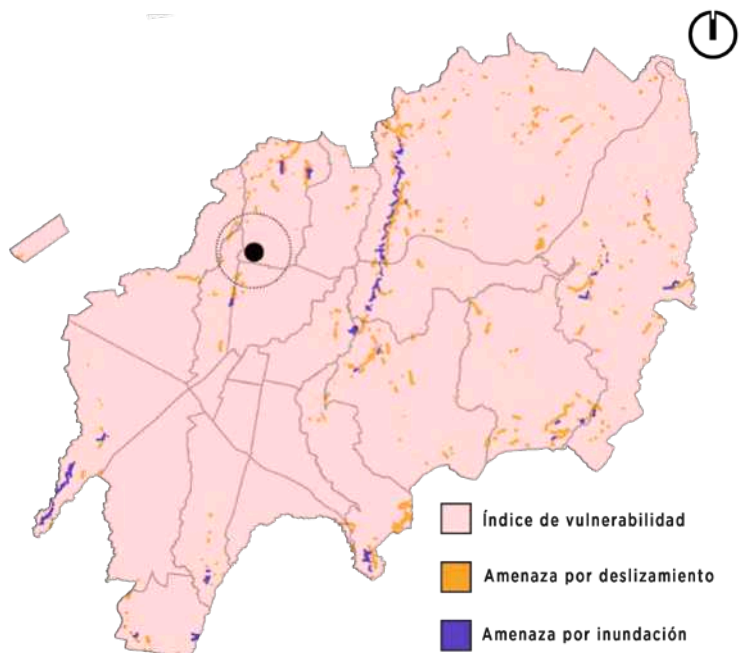 Índice de vulnerabilidad
Amenaza por deslizamiento
Amenaza por inundación